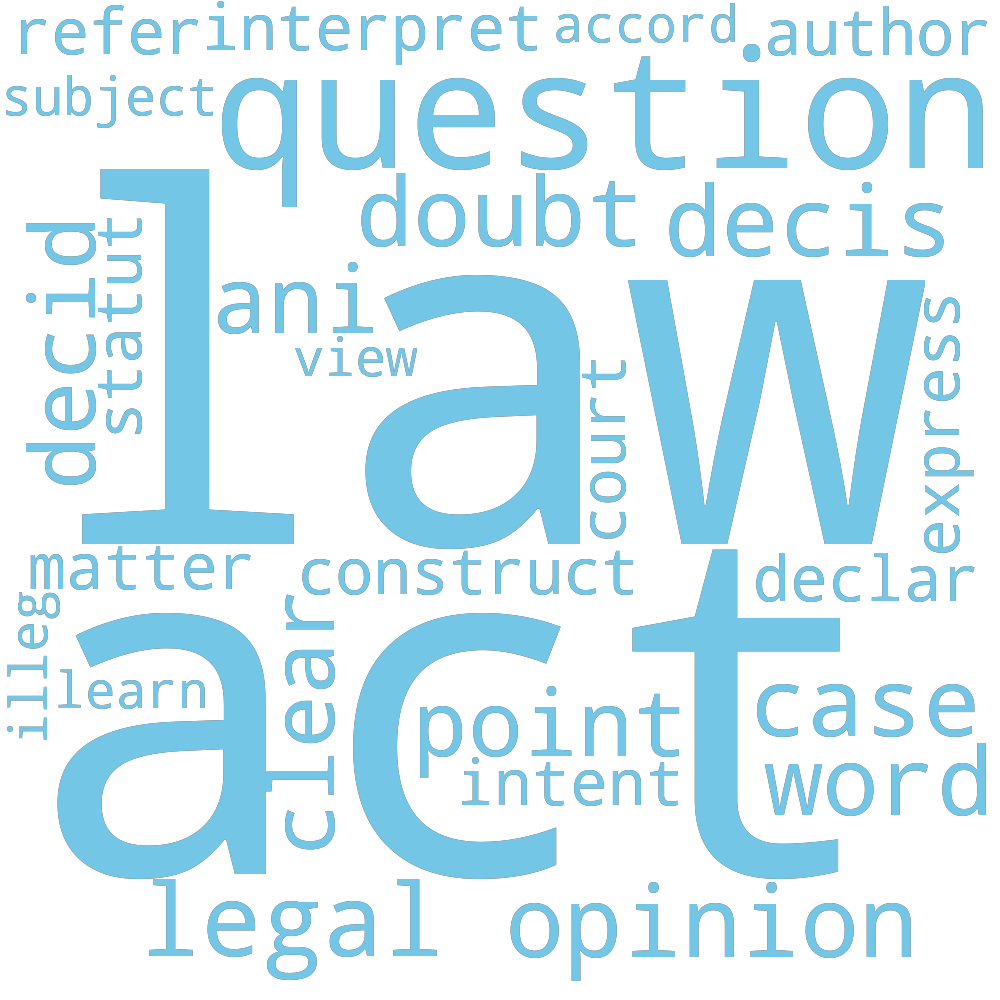 refer interpret accord author
subject question
doubt decis
decid statut ani
view
law
court express
matter construct declar
illeg
act
learn clear point case
intent word
legal opinion